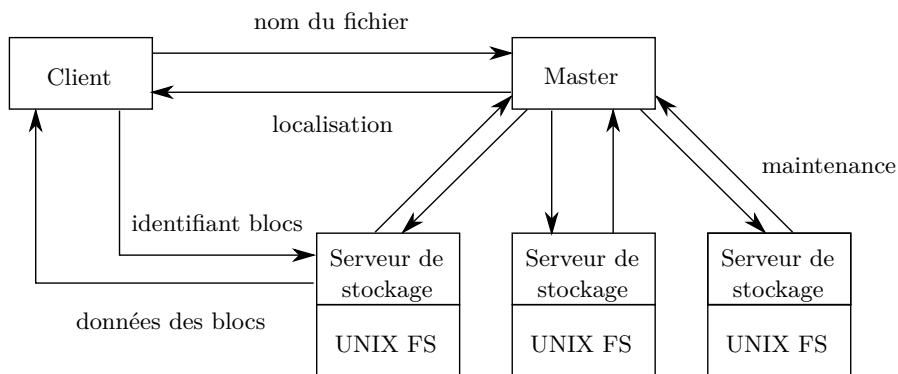 nom du fichier
Client
Master
localisation
maintenance
identifiant blocs
Serveur de
stockage
Serveur de
stockage
Serveur de
stockage
données des blocs
UNIX FS
UNIX FS
UNIX FS